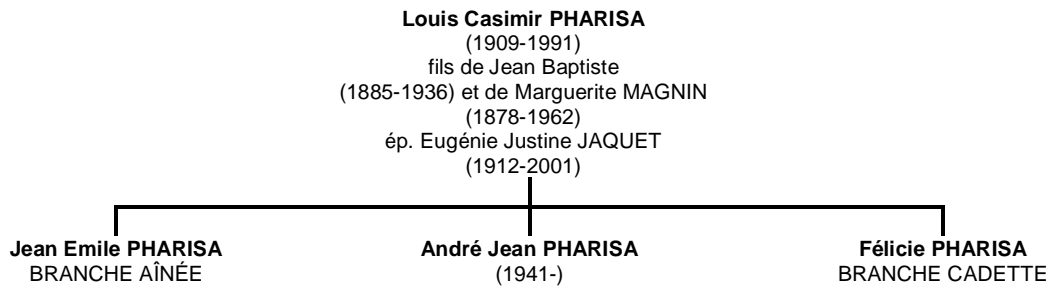 Louis Casimir PHARISA
(1909-1991)
fils de Jean Baptiste
(1885-1936) et de Marguerite MAGNIN
(1878-1962)
ép. Eugénie Justine JAQUET
(1912-2001)
Jean Emile PHARISA
BRANCHE AÎNÉE
André Jean PHARISA
(1941-)
Félicie PHARISA
BRANCHE CADETTE